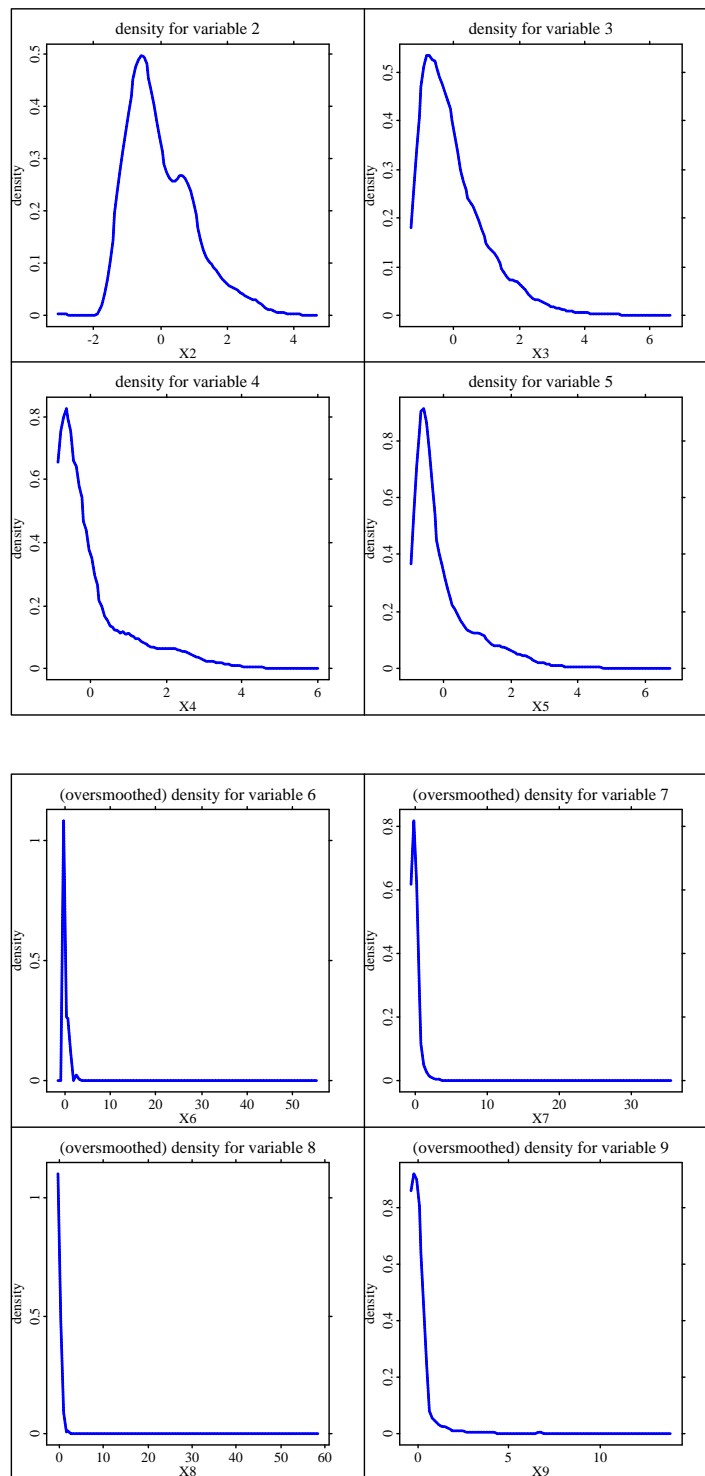 density for variable 2
density
0 0.1 0.2 0.3 0.4 0.5
-2 0 2 4
X2
density for variable 3
density
0 0.1 0.2 0.3 0.4 0.5
0 2 4 6
X3
density for variable 4
density
0 0.2 0.4 0.6 0.8
0 2 4 6
X4
density for variable 5
density
0 0.2 0.4 0.6 0.8
0 2 4 6
X5
(oversmoothed) density for variable 6
density
0 0.5 1
0 10 20 30 40 50
X6
(oversmoothed) density for variable 7
density
0 0.2 0.4 0.6 0.8
0 10 20 30
X7
(oversmoothed) density for variable 8
density
0 0.5 1
0 10 20 30 40 50 60
X8
(oversmoothed) density for variable 9
density
0 0.2 0.4 0.6 0.8
0 5 10
X9